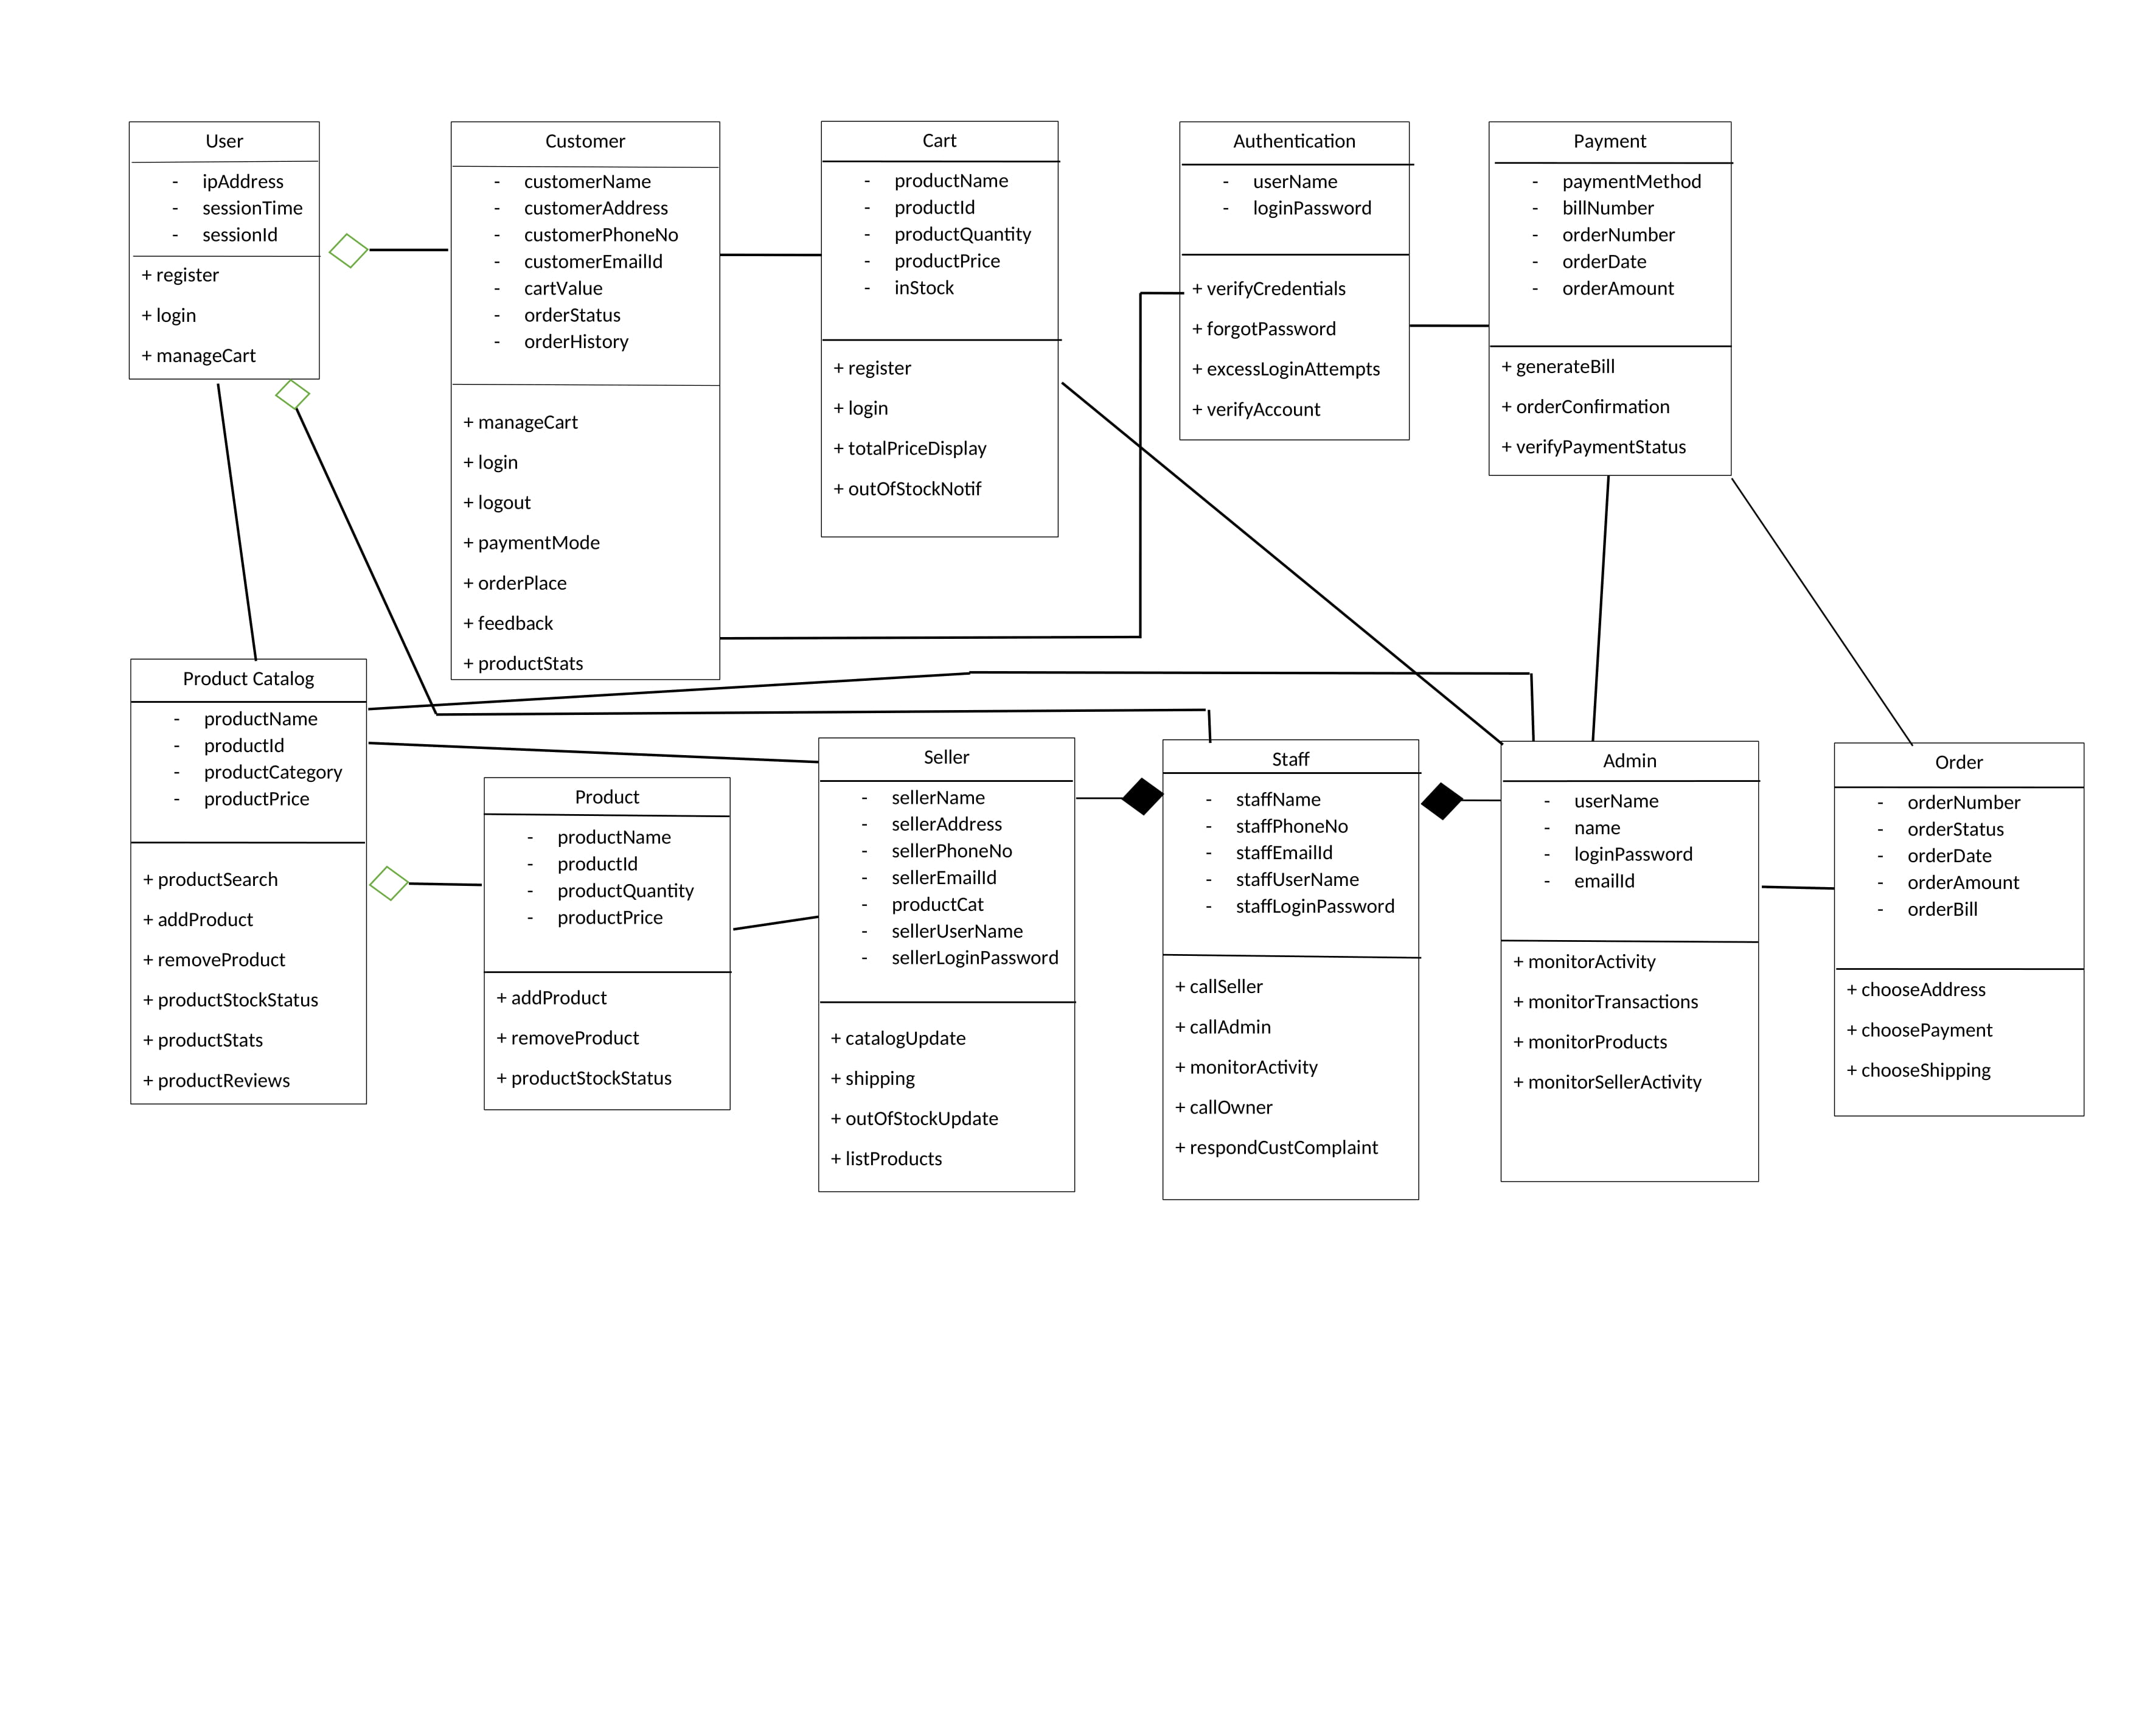 User
- ipAddress
- sessionTime
- sessionId
+ register
+ login
+ manageCart
Customer
- customerName
- customerAddress
- customerPhoneNo
- customerEmailId
- cartValue
- orderStatus
- orderHistory
+ manageCart
+ login
+ logout
+ paymentMode
+ orderPlace
+ feedback
+ productStats
Cart
- productName
- productId
- productQuantity
- productPrice
- inStock
+ register
+ login
+ totalPriceDisplay
+ outOfStockNotif
Authentication
- userName
- loginPassword
+ verifyCredentials
+ forgotPassword
+ excessLoginAttempts
+ verifyAccount
Payment
- paymentMethod
- billNumber
- orderNumber
- orderDate
- orderAmount
+ generateBill
+ orderConfirmation
+ verifyPaymentStatus
Product Catalog
- productName
- productId
- productCategory
- productPrice
+ productSearch
+ addProduct
+ removeProduct
+ productStockStatus
+ productStats
+ productReviews
Product
- productName
- productId
- productQuantity
- productPrice
+ addProduct
+ removeProduct
+ productStockStatus
Seller
- sellerName
- sellerAddress
- sellerPhoneNo
- sellerEmailId
- productCat
- sellerUserName
- sellerLoginPassword
+ catalogUpdate
+ shipping
+ outOfStockUpdate
+ listProducts
Staff
- staffName
- staffPhoneNo
- staffEmailId
- staffUserName
- staffLoginPassword
+ callSeller
+ callAdmin
+ monitorActivity
+ callOwner
+ respondCustComplaint
Admin
- userName
- name
- loginPassword
- emailId
+ monitorActivity
+ monitorTransactions
+ monitorProducts
+ monitorSellerActivity
Order
- orderNumber
- orderStatus
- orderDate
- orderAmount
- orderBill
+ chooseAddress
+ choosePayment
+ chooseShipping